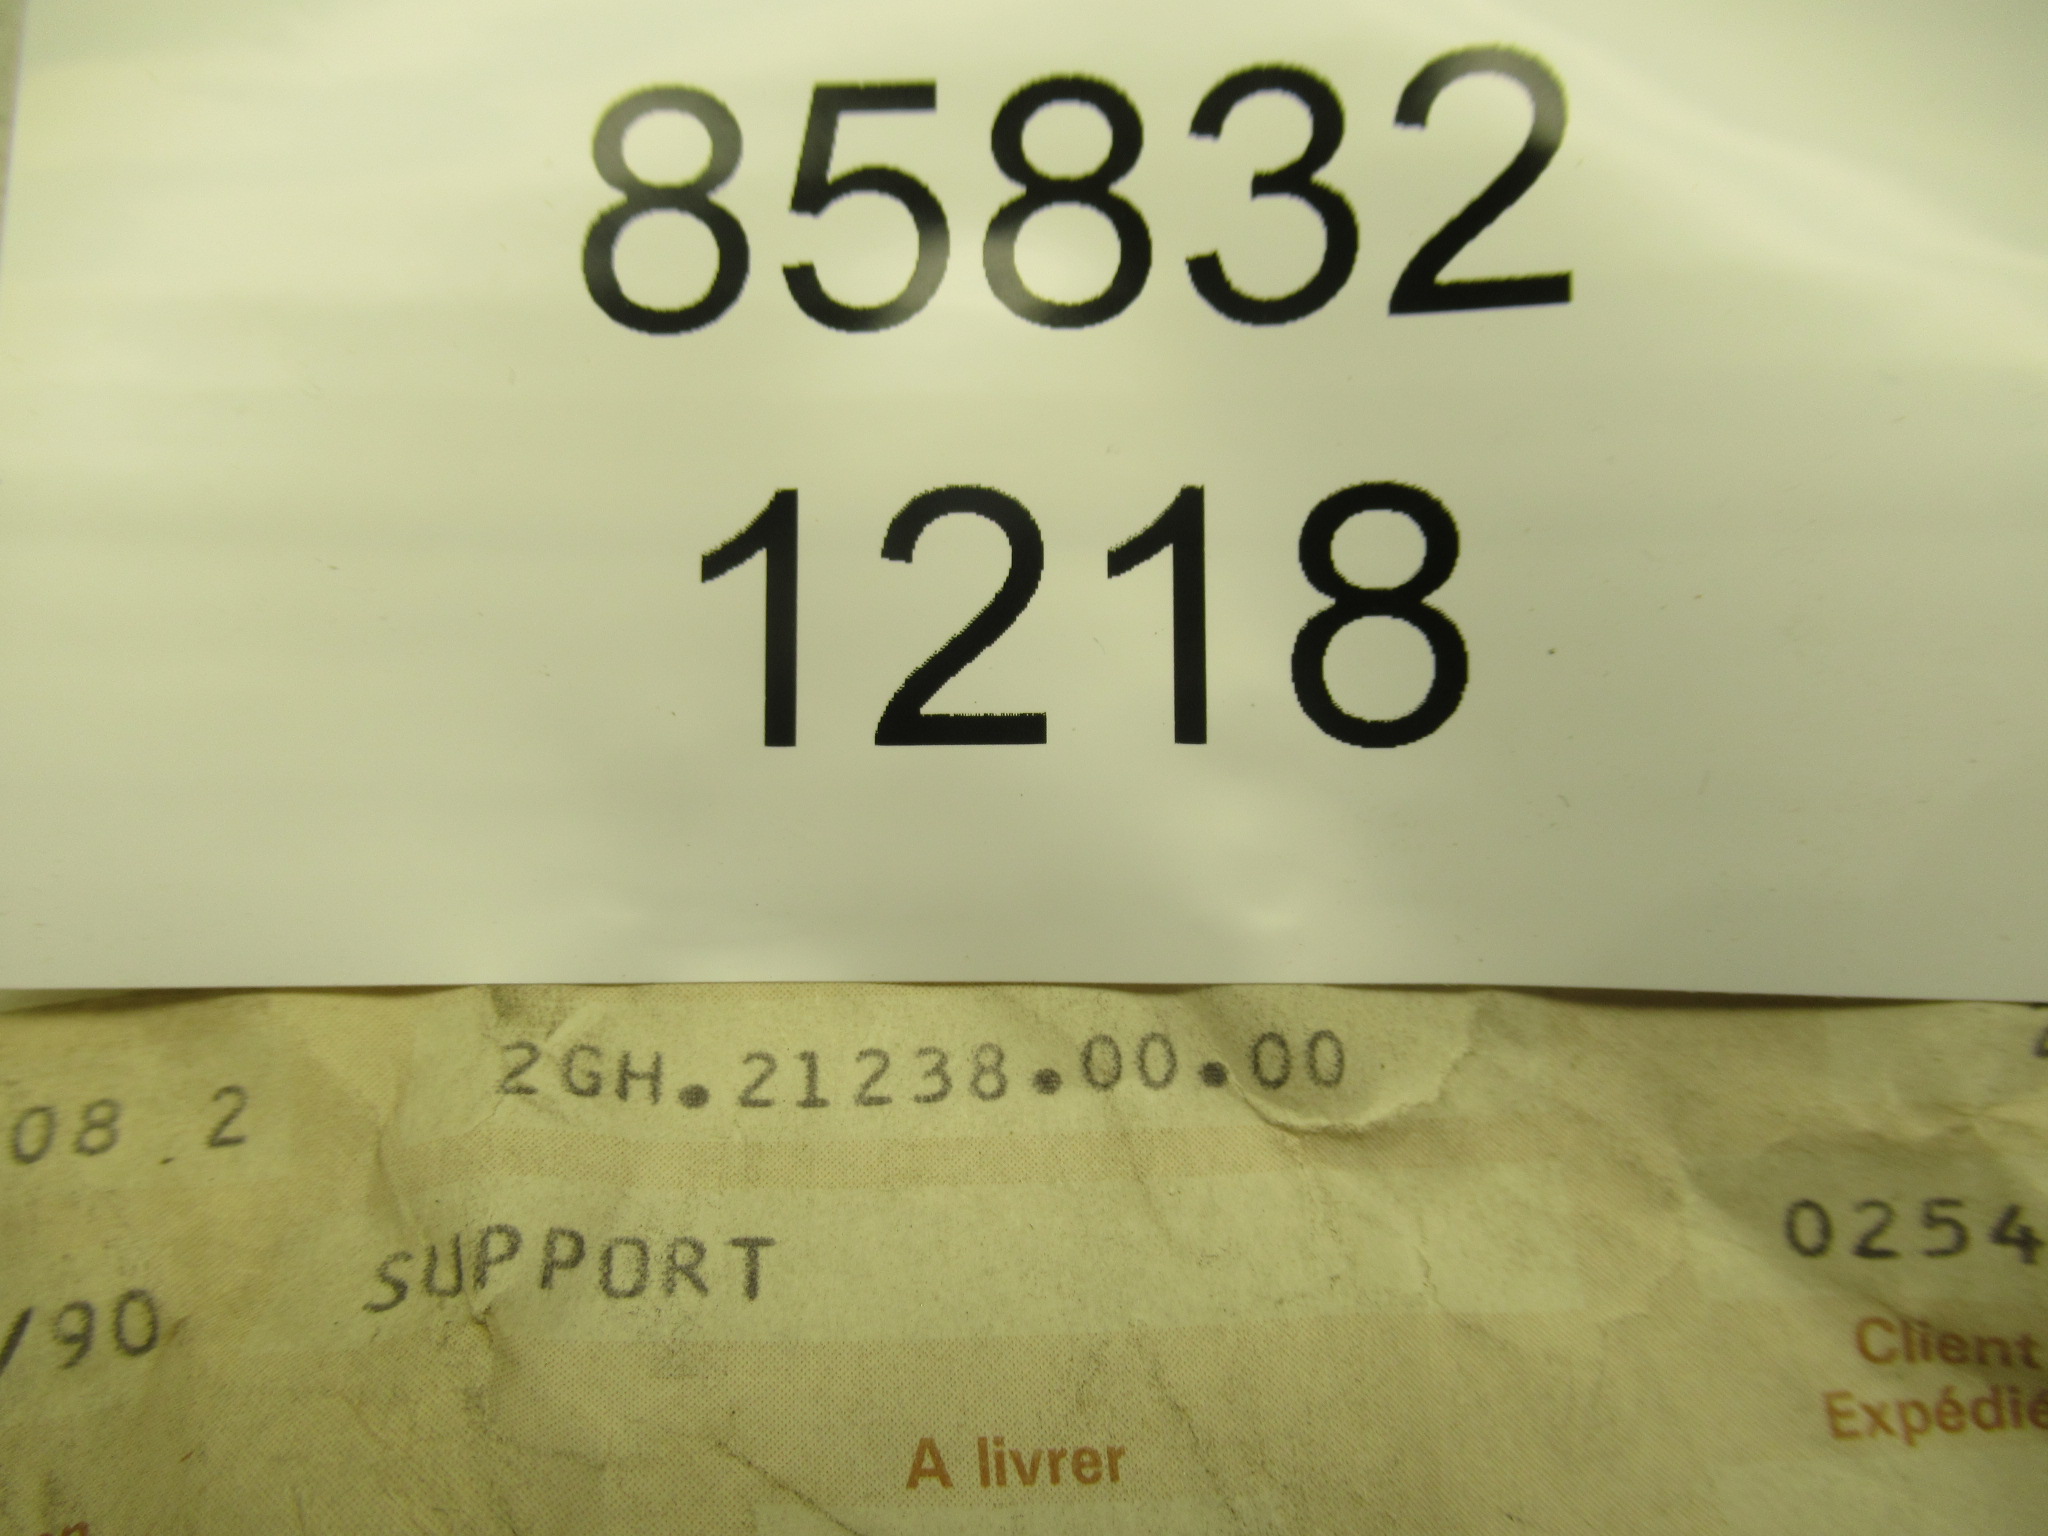 85832
1218
2GH.21238.00.00
08 2
SUPPORT
0254
/90
Client
Expédié
A livrer